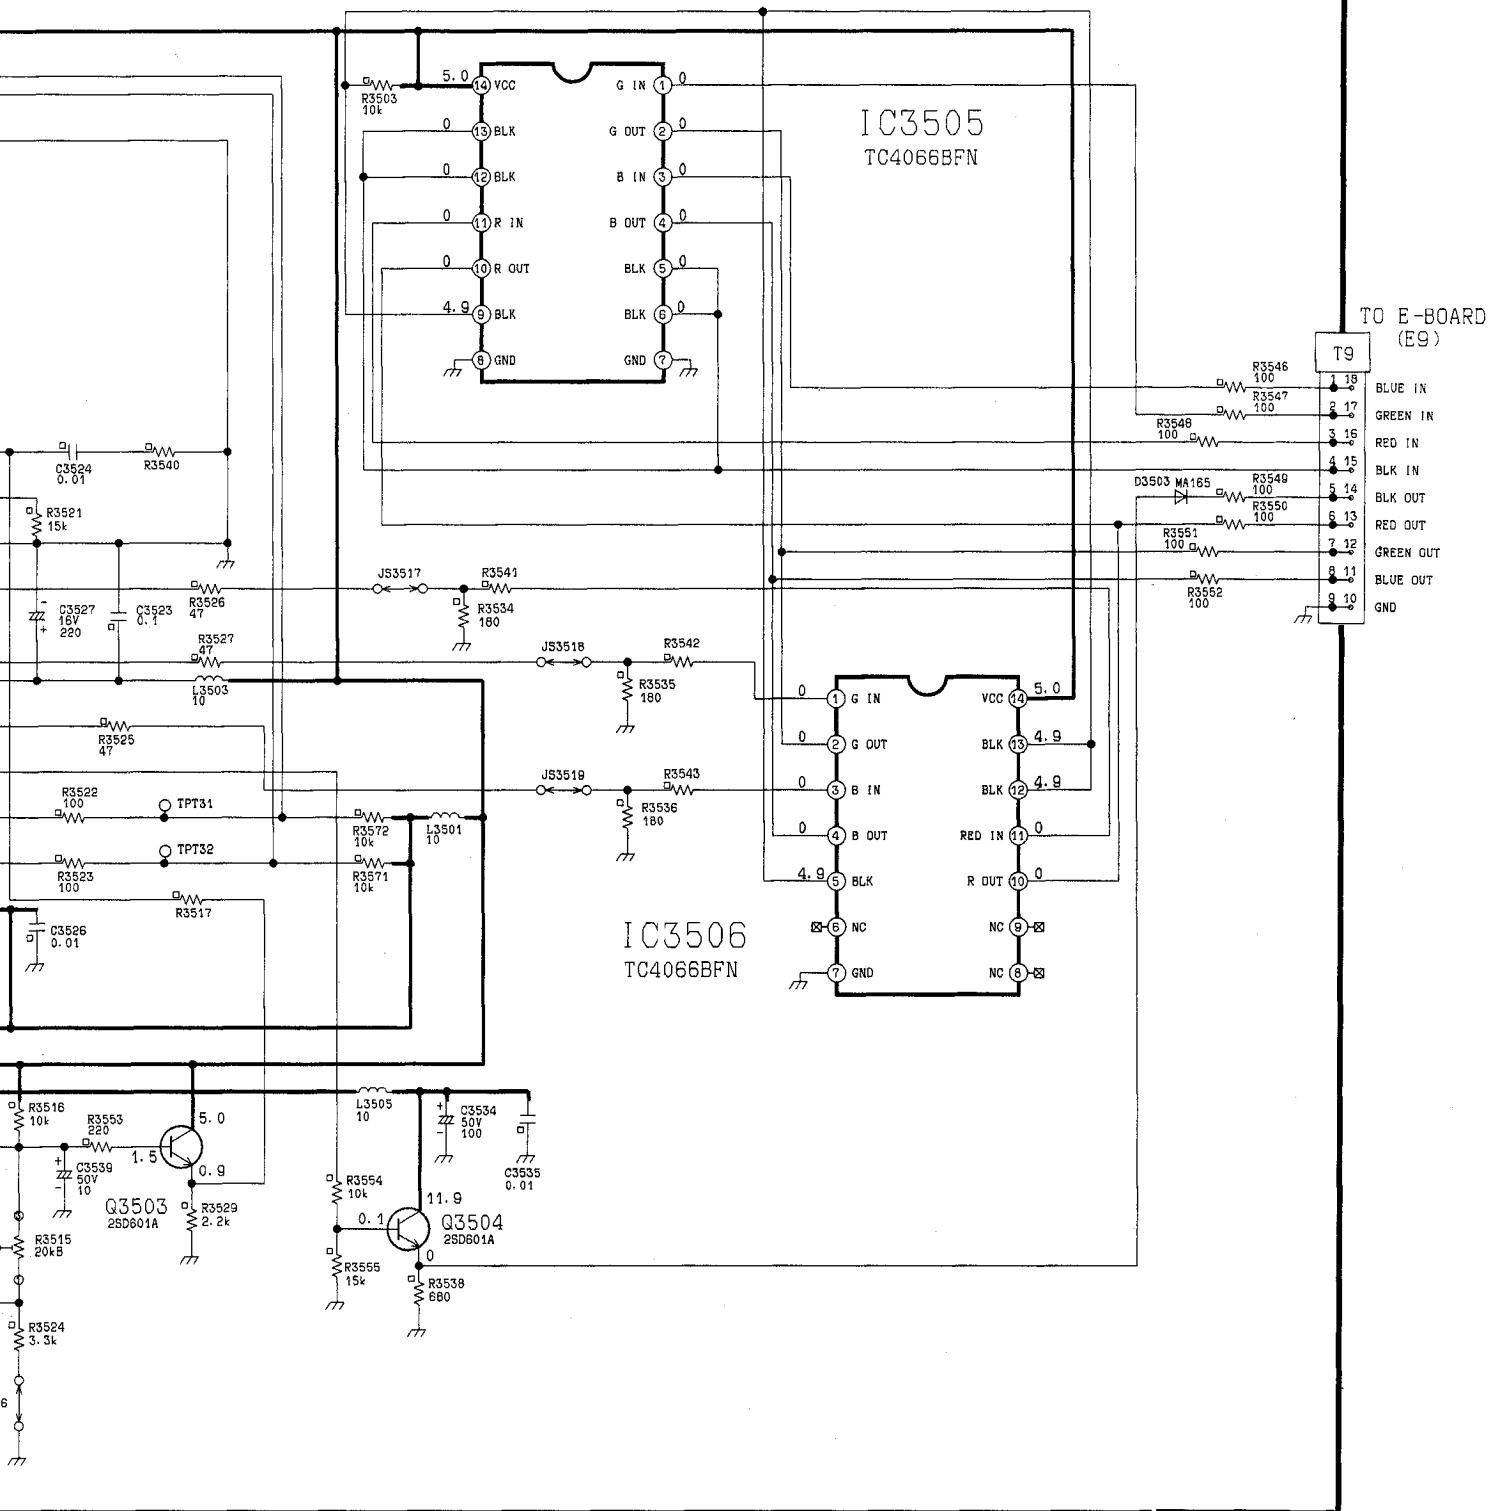 5.0
14 VCC
G IN 1
0
R3503
10k
0
13 BLK
G OUT 2
0
0
12 BLK
B IN 3
0
0
11 R IN
B OUT 4
0
0
10 R OUT
BLK 5
0
4.9
9 BLK
BLK 6
0
8 GND
GND 7
IC3505
TC4066BFN
TO E-BOARD
(E9)
T9
R3546
100
1 18
BLUE IN
R3547
100
2 17
GREEN IN
R3548
100
3 16
RED IN
4 15
BLK IN
D3503 MA165
R3549
100
5 14
BLK OUT
R3550
100
6 13
RED OUT
R3551
100
7 12
GREEN OUT
8 11
BLUE OUT
R3552
100
9 10
GND
C3524
0.01
R3540
R3521
15k
C3527
16V
220
-
+
C3523
0.1
R3526
47
JS3517
R3541
R3534
180
R3527
47
JS3518
R3542
L3503
10
R3535
180
R3525
47
JS3519
R3543
R3536
180
R3522
100
TPT31
R3572
10k
L3501
10
R3523
100
TPT32
R3571
10k
R3517
C3526
0.01
0
1 G IN
VCC 14
5.0
0
2 G OUT
BLK 13
4.9
0
3 B IN
BLK 12
4.9
0
4 B OUT
RED IN 11
0
4.9
5 BLK
R OUT 10
0
6 NC
NC 9
7 GND
NC 8
IC3506
TC4066BFN
R3516
10k
R3553
220
5.0
1.5
0.9
+
-
C3539
50V
10
Q3503
2SD601A
R3529
2.2k
R3515
20kB
R3524
3.3k
6
L3505
10
+
-
C3534
50V
100
C3535
0.01
R3554
10k
11.9
0.1
Q3504
2SD601A
0
R3555
15k
R3538
680